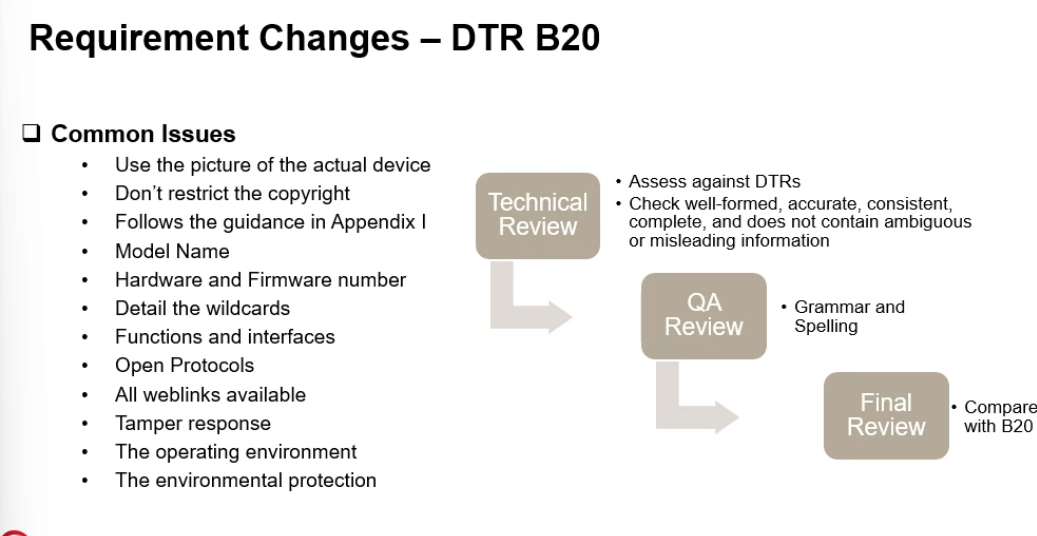 Requirement Changes – DTR B20
❑ Common Issues
• Use the picture of the actual device
• Don’t restrict the copyright
• Follows the guidance in Appendix I
• Model Name
• Hardware and Firmware number
• Detail the wildcards
• Functions and interfaces
• Open Protocols
• All weblinks available
• Tamper response
• The operating environment
• The environmental protection
Technical
Review
• Assess against DTRs
• Check well-formed, accurate, consistent,
complete, and does not contain ambiguous
or misleading information
QA
Review
• Grammar and
Spelling
Final
Review
• Compare
with B20